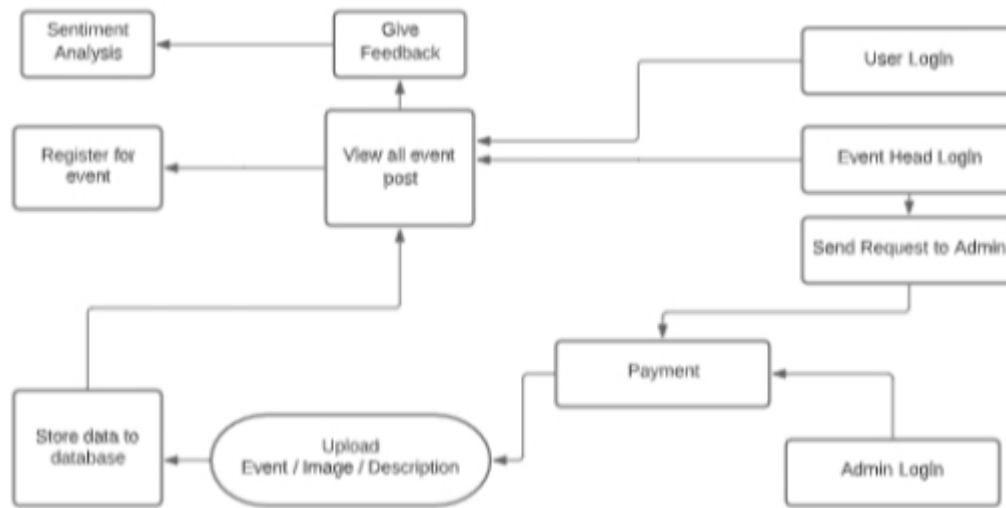 Sentiment
Analysis
Give
Feedback
User Login
Register for
event
View all event
post
Event Head Login
Send Request to Admin
Payment
Store data to
database
Upload
Event / Image / Description
Admin Login